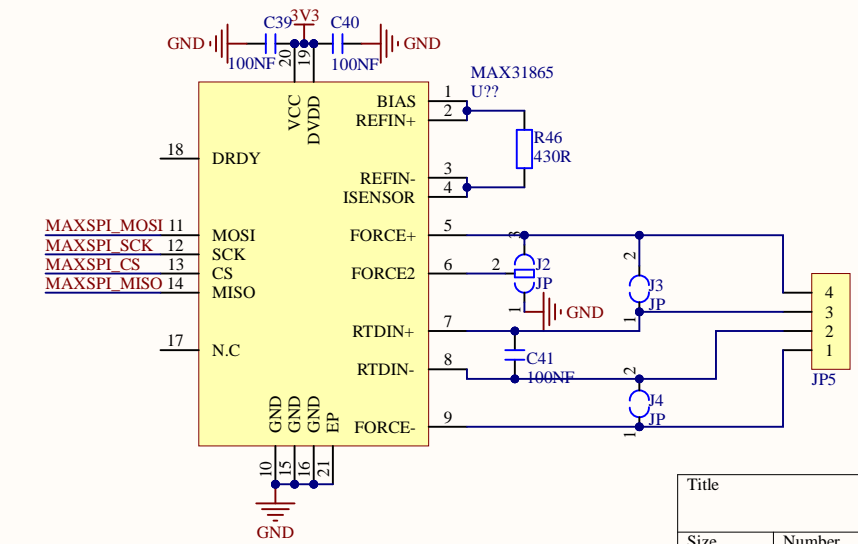 C39
3V3
C40
GND
GND
100NF
20
19
100NF
MAX31865
U??
VCC
DVDD
BIAS
1
REFIN+
2
R46
430R
18
DRDY
REFIN-
3
ISENSOR
4
MAXSPI_MOSI
11
MOSI
FORCE+
5
3
2
MAXSPI_SCK
12
SCK
MAXSPI_CS
13
CS
FORCE2
6
2
J2
JP
MAXSPI_MISO
14
MISO
J3
JP
4
3
2
1
JP5
1
GND
1
17
N.C
RTDIN+
7
RTDIN-
8
C41
100NF
2
J4
JP
1
FORCE-
9
GND
GND
GND
EP
10
15
16
21
GND
Title
Size
Number